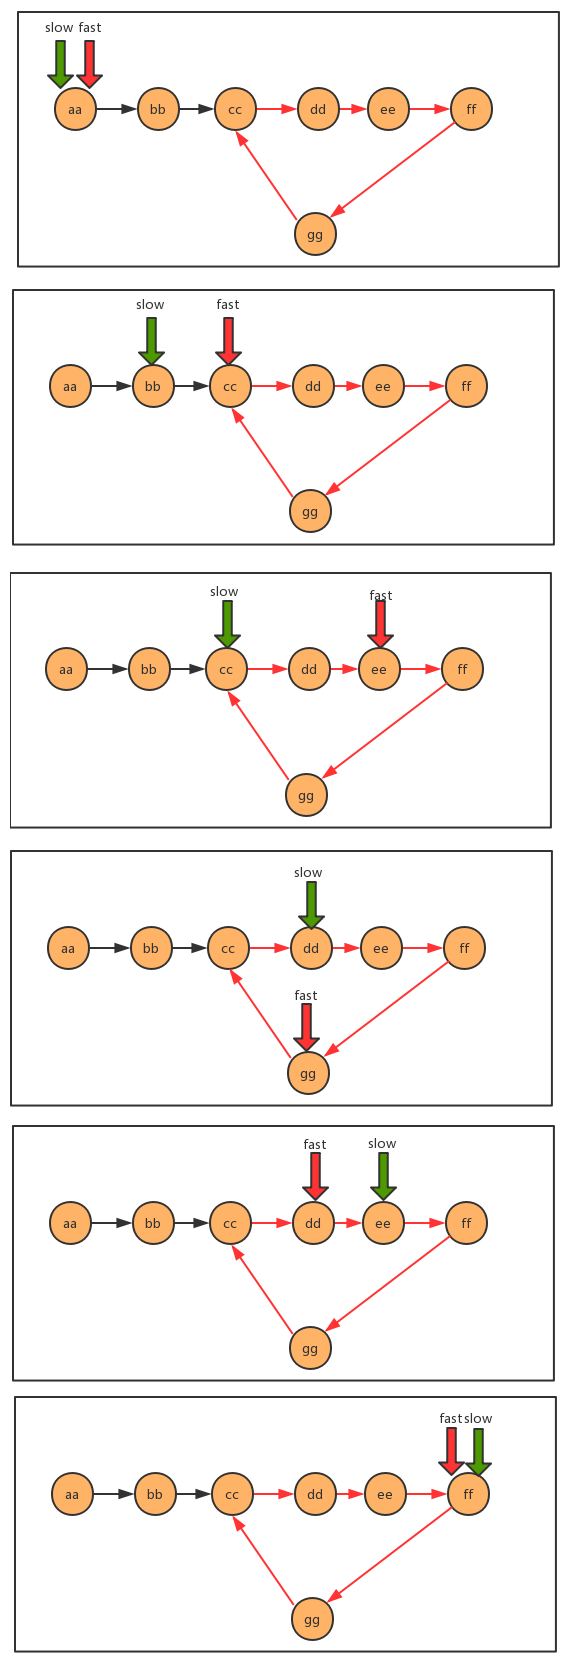 slow fast
aa bb cc dd ee ff
gg
slow fast
aa bb cc dd ee ff
gg
slow fast
aa bb cc dd ee ff
gg
slow
aa bb cc dd ee ff
fast
gg
fast slow
aa bb cc dd ee ff
gg
fast slow
aa bb cc dd ee ff
gg